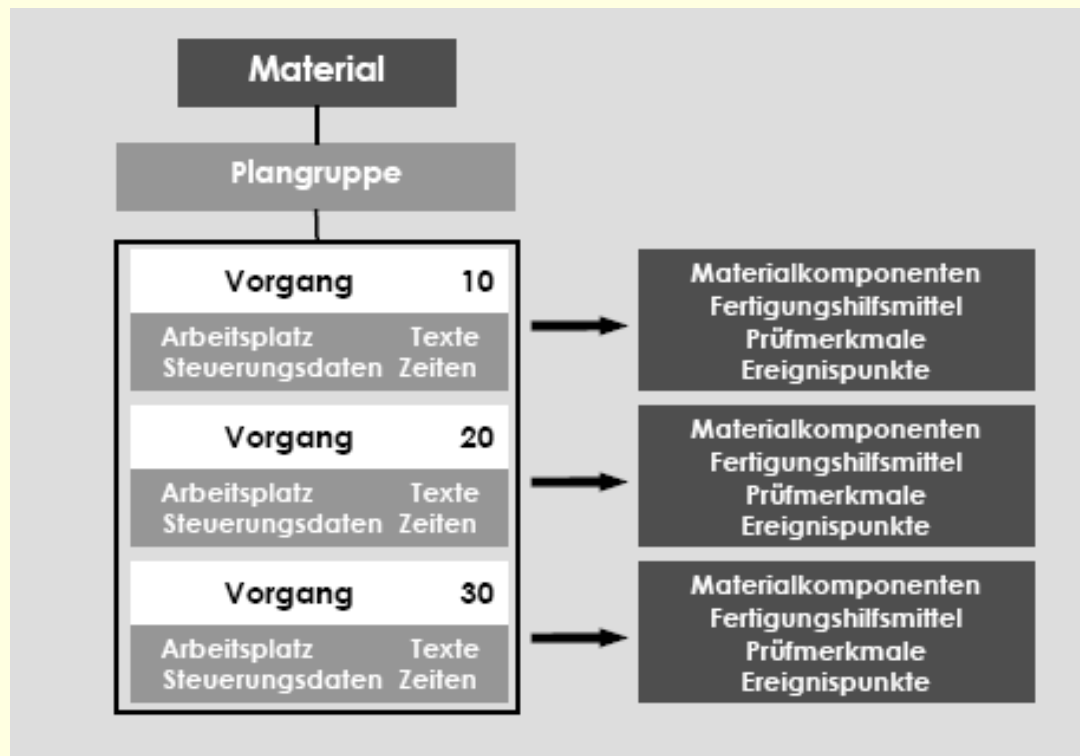 Material
Plangruppe
Vorgang 10
Arbeitsplatz Texte
Steuerungsdaten Zeiten
Materialkomponenten
Fertigungshilfsmittel
Prüfmerkmale
Ereignispunkte
Vorgang 20
Arbeitsplatz Texte
Steuerungsdaten Zeiten
Materialkomponenten
Fertigungshilfsmittel
Prüfmerkmale
Ereignispunkte
Vorgang 30
Arbeitsplatz Texte
Steuerungsdaten Zeiten
Materialkomponenten
Fertigungshilfsmittel
Prüfmerkmale
Ereignispunkte